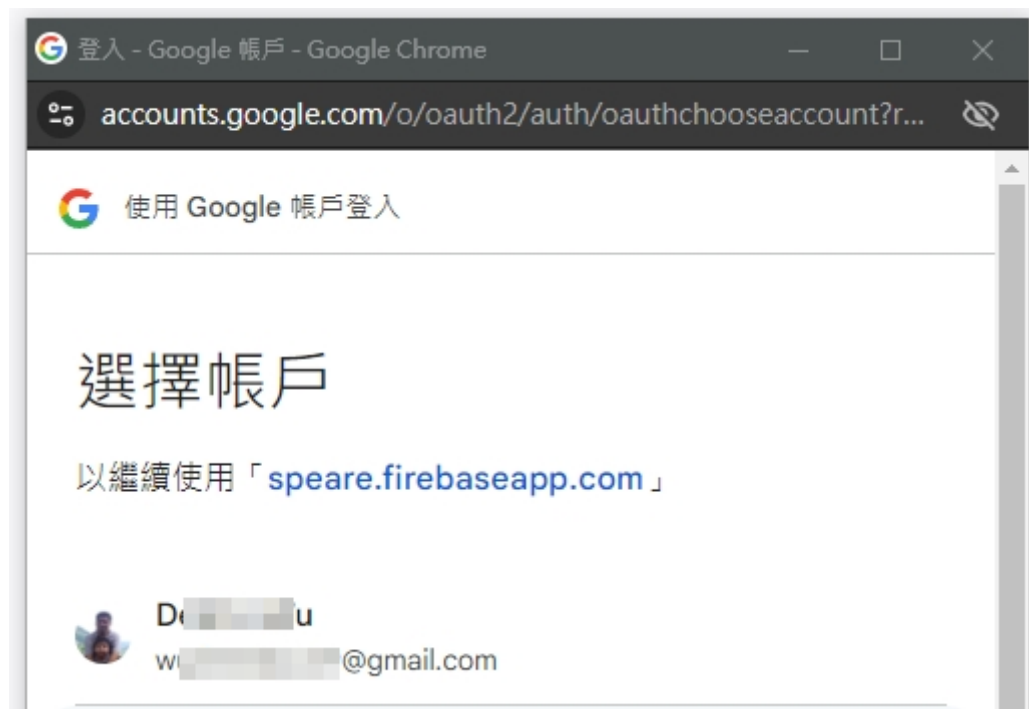 登入 - Google 帳戶 - Google Chrome
accounts.google.com/o/oauth2/auth/oauthchooseaccount?r...
使用 Google 帳戶登入
選擇帳戶
以繼續使用「speare.firebaseapp.com」
@gmail.com